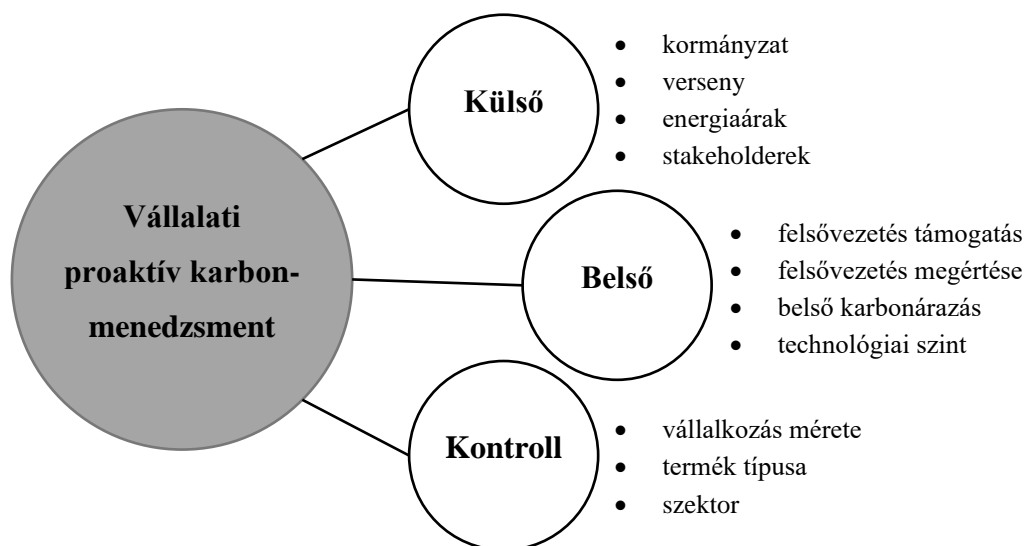 Vállalati
proaktív karbon-
menedzsment
Külső
• kormányzat
• verseny
• energiaárak
• stakeholderek
Belső
• felsővezetés támogatás
• felsővezetés megértése
• belső karbonárazás
• technológiai szint
Kontroll
• vállalkozás mérete
• termék típusa
• szektor